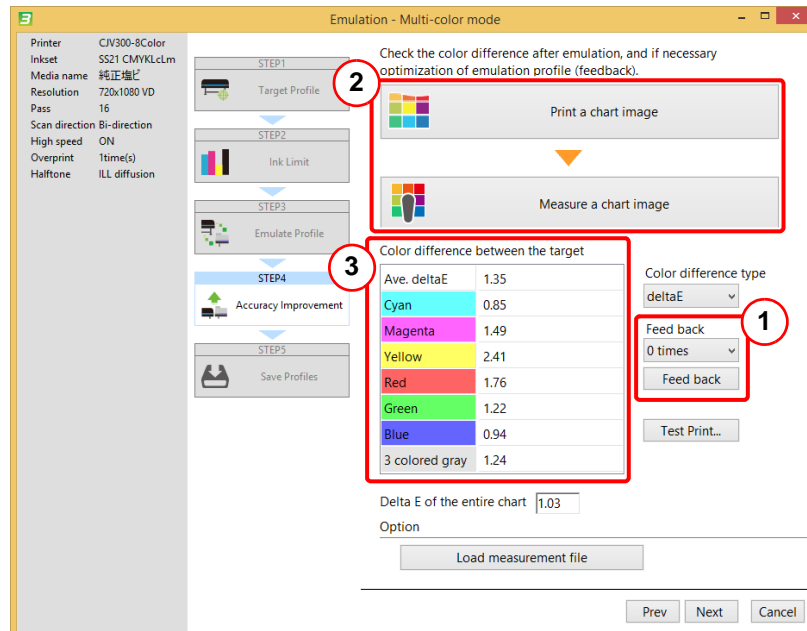 Emulation - Multi-color mode
Printer CJV300-8Color
Inkset SS21 CMYKLcLm
Media name 純正塩ビ
Resolution 720x1080 VD
Pass 16
Scan direction Bi-direction
High speed ON
Overprint 1time(s)
Halftone ILL diffusion
STEP1
Target Profile
STEP2
Ink Limit
STEP3
Emulate Profile
STEP4
Accuracy Improvement
STEP5
Save Profiles
Check the color difference after emulation, and if necessary
optimization of emulation profile (feedback).
2
Print a chart image
Measure a chart image
3
Color difference between the target
Ave. deltaE 1.35
Cyan 0.85
Magenta 1.49
Yellow 2.41
Red 1.76
Green 1.22
Blue 0.94
3 colored gray 1.24
Color difference type
deltaE
1
Feed back
0 times
Feed back
Test Print...
Delta E of the entire chart 1.03
Option
Load measurement file
Prev Next Cancel